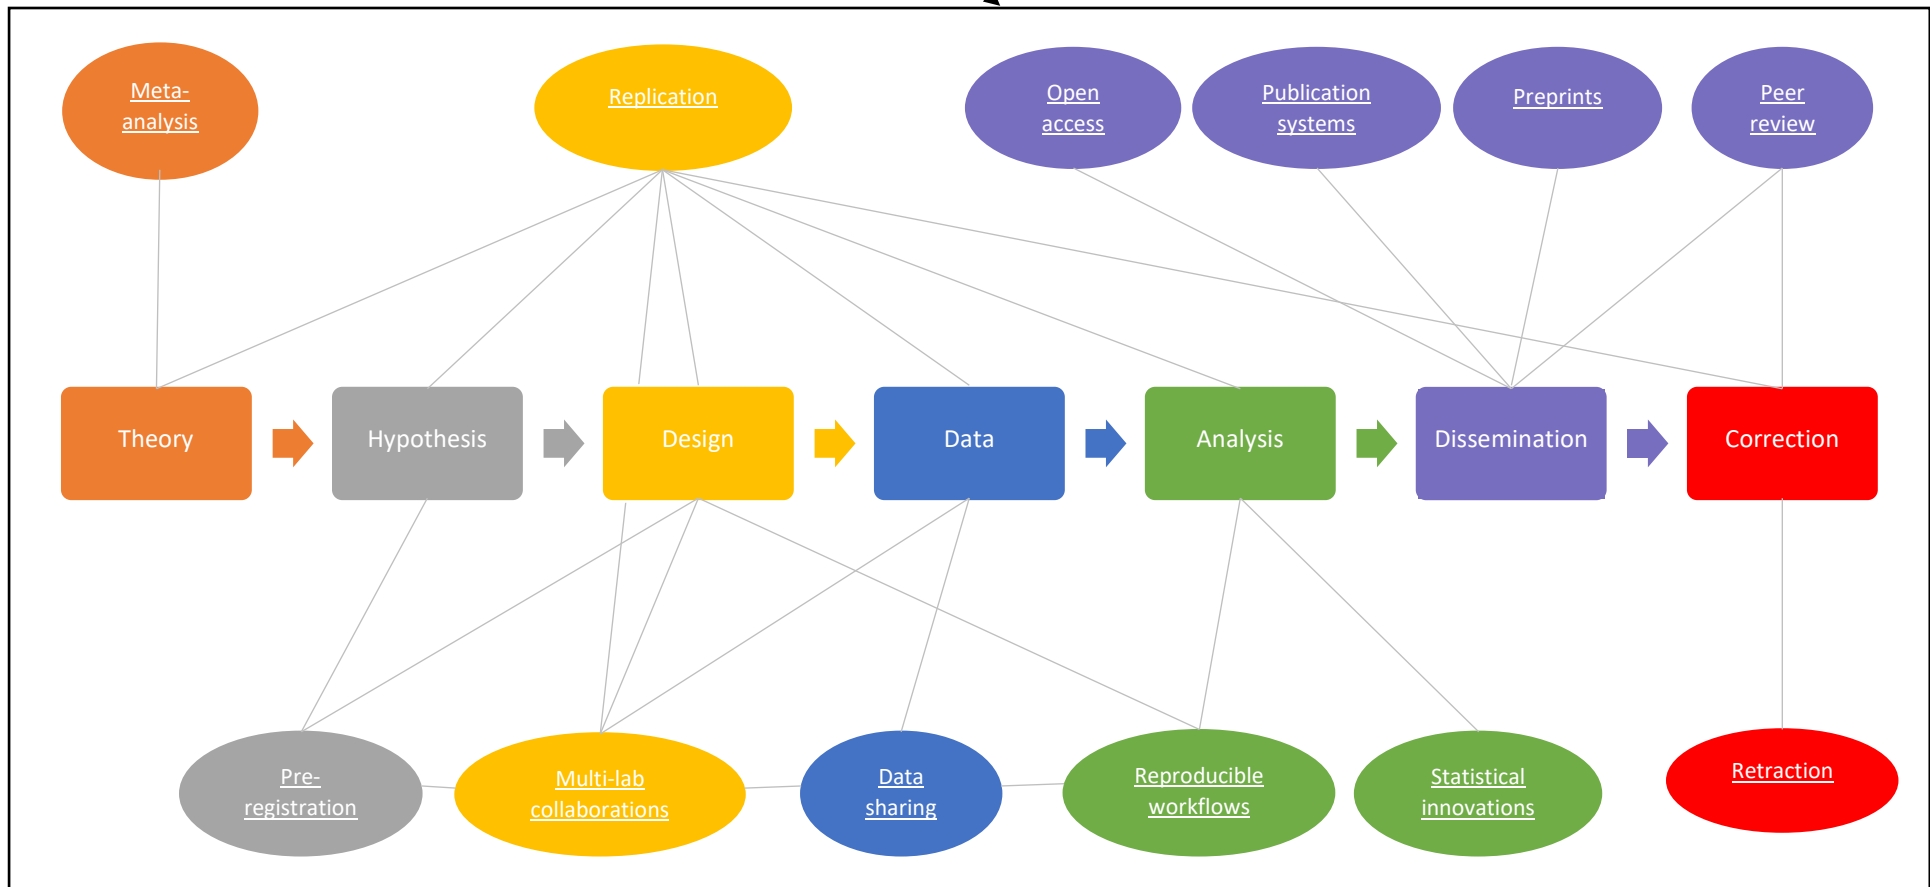 Meta-
analysis
Replication
Open
access
Publication
systems
Preprints
Peer
review
Theory
Hypothesis
Design
Data
Analysis
Dissemination
Correction
Pre-
registration
Multi-lab
collaborations
Data
sharing
Reproducible
workflows
Statistical
innovations
Retraction